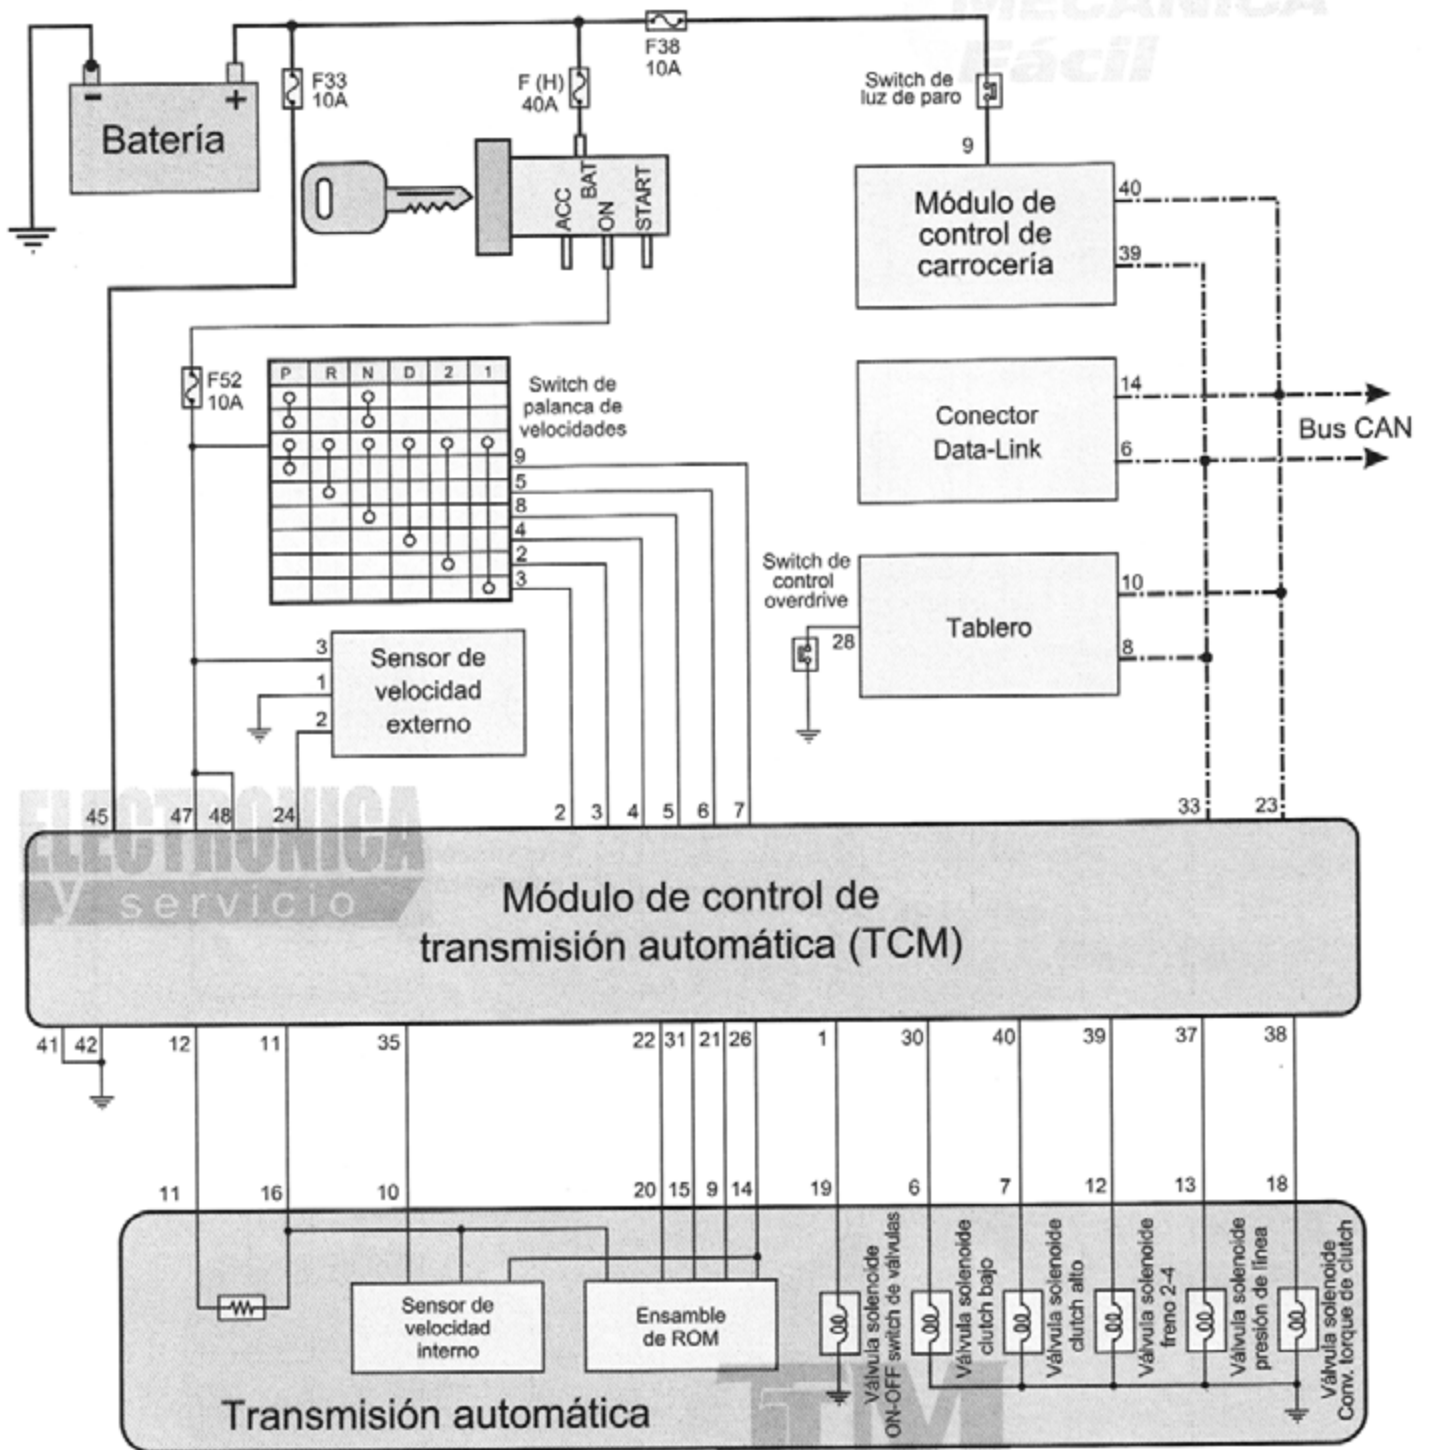 MECÁNICA
Fácil
F38
10A
F33
10A
F (H)
40A
Switch de
luz de paro
Batería
-
+
ACC
BAT
ON
START
9
Módulo de
control de
carrocería
40
39
F52
10A
P R N D 2 1
Switch de
palanca de
velocidades
9
5
8
4
2
3
Conector
Data-Link
14
6
Bus CAN
Switch de
control
overdrive
28
Tablero
10
8
3
1
2
Sensor de
velocidad
externo
45 47 48 24 2 3 4 5 6 7 33 23
ELECTRONICA
y servicio
Módulo de control de
transmisión automática (TCM)
41 42 12 11 35 22 31 21 26 1 30 40 39 37 38
11 16 10 20 15 9 14 19 6 7 12 13 18
Sensor de
velocidad
interno
Ensamble
de ROM
Válvula solenoide
ON-OFF switch de válvulas
Válvula solenoide
clutch bajo
Válvula solenoide
clutch alto
Válvula solenoide
freno 2-4
Válvula solenoide
presión de línea
Válvula solenoide
Conv. torque de clutch
Transmisión automática
TTM